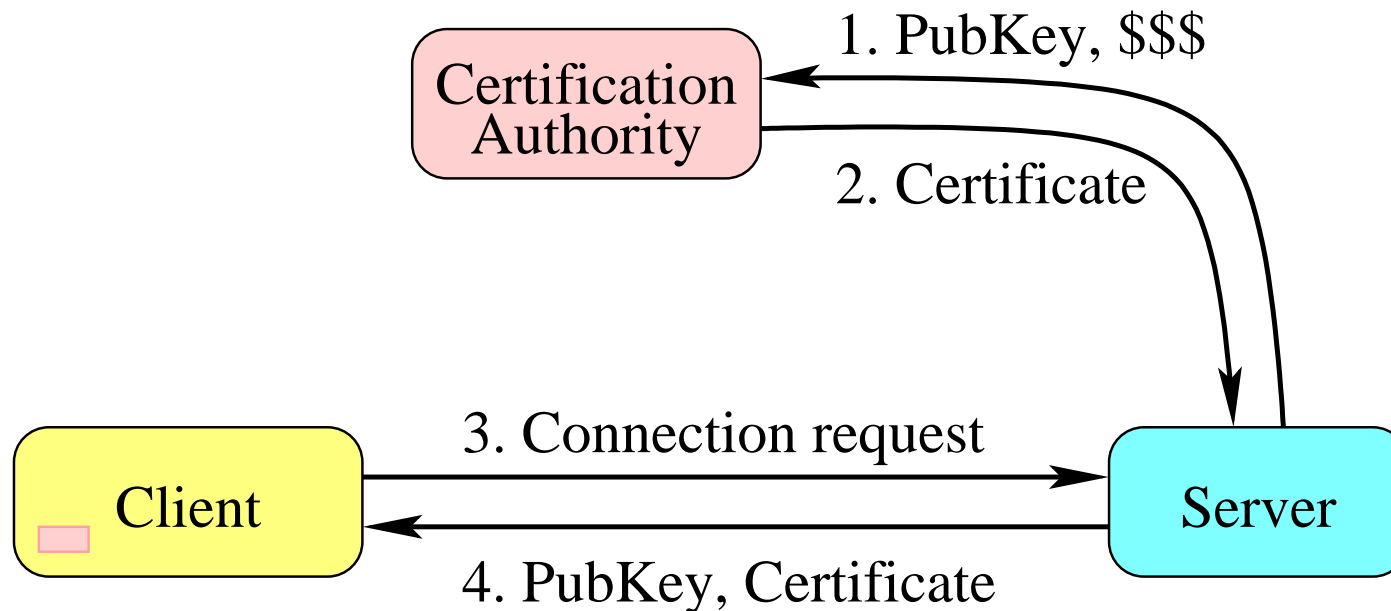 1. PubKey, $$$
Certification
Authority
2. Certificate
3. Connection request
Client
Server
4. PubKey, Certificate